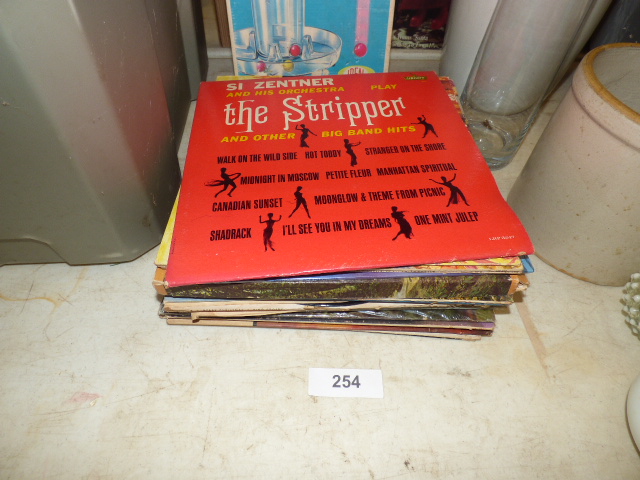 SI ZENTNER
AND HIS ORCHESTRA PLAY
the Stripper
AND OTHER BIG BAND HITS
WALK ON THE WILD SIDE HOT TODDY STRANGER ON THE SHORE
MIDNIGHT IN MOSCOW PETITE FLEUR MANHATTAN SPIRITUAL
CANADIAN SUNSET MOONGLOW & THEME FROM PICNIC
SHADRACK I'LL SEE YOU IN MY DREAMS ONE MINT JULEP
254